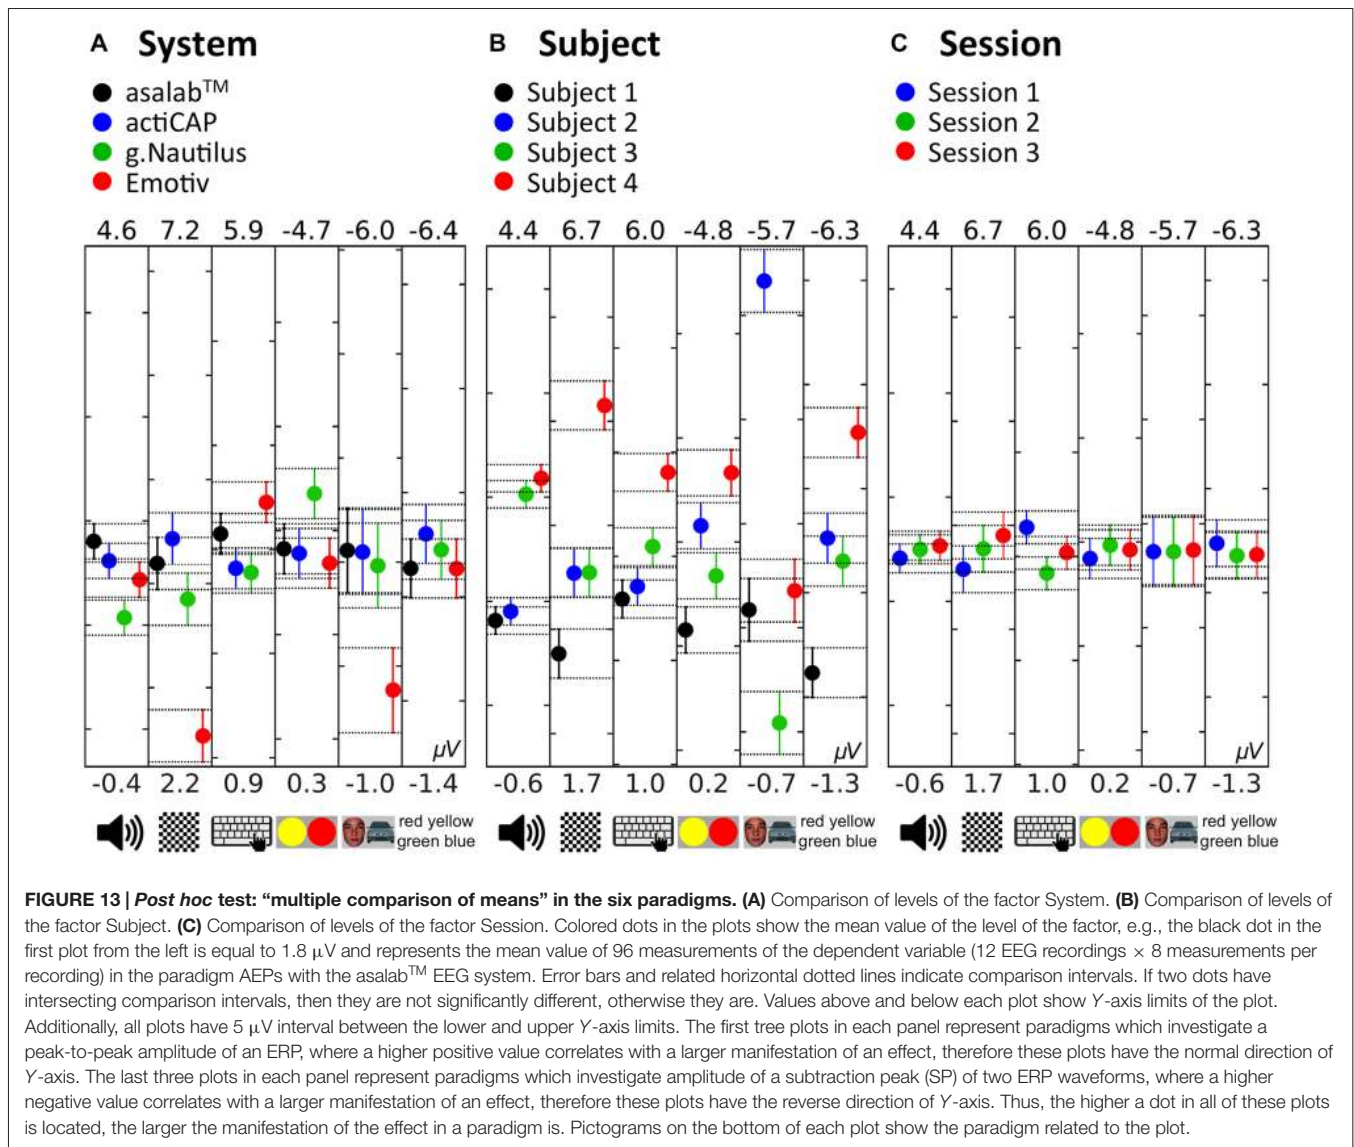 A System
asalab™
actiCAP
g.Nautilus
Emotiv
4.6 7.2 5.9 -4.7 -6.0 -6.4
μV
-0.4 2.2 0.9 0.3 -1.0 -1.4
red yellow
green blue
B Subject
Subject 1
Subject 2
Subject 3
Subject 4
4.4 6.7 6.0 -4.8 -5.7 -6.3
-0.6 1.7 1.0 0.2 -0.7 -1.3
red yellow
green blue
C Session
Session 1
Session 2
Session 3
4.4 6.7 6.0 -4.8 -5.7 -6.3
μV
-0.6 1.7 1.0 0.2 -0.7 -1.3
red yellow
green blue
FIGURE 13 | Post hoc test: “multiple comparison of means” in the six paradigms. (A) Comparison of levels of the factor System. (B) Comparison of levels of
the factor Subject. (C) Comparison of levels of the factor Session. Colored dots in the plots show the mean value of the level of the factor, e.g., the black dot in the
first plot from the left is equal to 1.8 μV and represents the mean value of 96 measurements of the dependent variable (12 EEG recordings × 8 measurements per
recording) in the paradigm AEPs with the asalab™ EEG system. Error bars and related horizontal dotted lines indicate comparison intervals. If two dots have
intersecting comparison intervals, then they are not significantly different, otherwise they are. Values above and below each plot show Y-axis limits of the plot.
Additionally, all plots have 5 μV interval between the lower and upper Y-axis limits. The first tree plots in each panel represent paradigms which investigate a
peak-to-peak amplitude of an ERP, where a higher positive value correlates with a larger manifestation of an effect, therefore these plots have the normal direction of
Y-axis. The last three plots in each panel represent paradigms which investigate amplitude of a subtraction peak (SP) of two ERP waveforms, where a higher
negative value correlates with a larger manifestation of an effect, therefore these plots have the reverse direction of Y-axis. Thus, the higher a dot in all of these plots
is located, the larger the manifestation of the effect in a paradigm is. Pictograms on the bottom of each plot show the paradigm related to the plot.